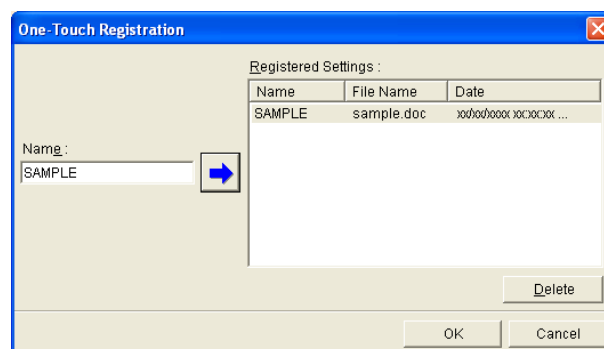 One-Touch Registration
Registered Settings :
Name File Name Date
SAMPLE sample.doc xx/xx/xxxx xx:xx:xx ...
Name :
SAMPLE
Delete
OK Cancel